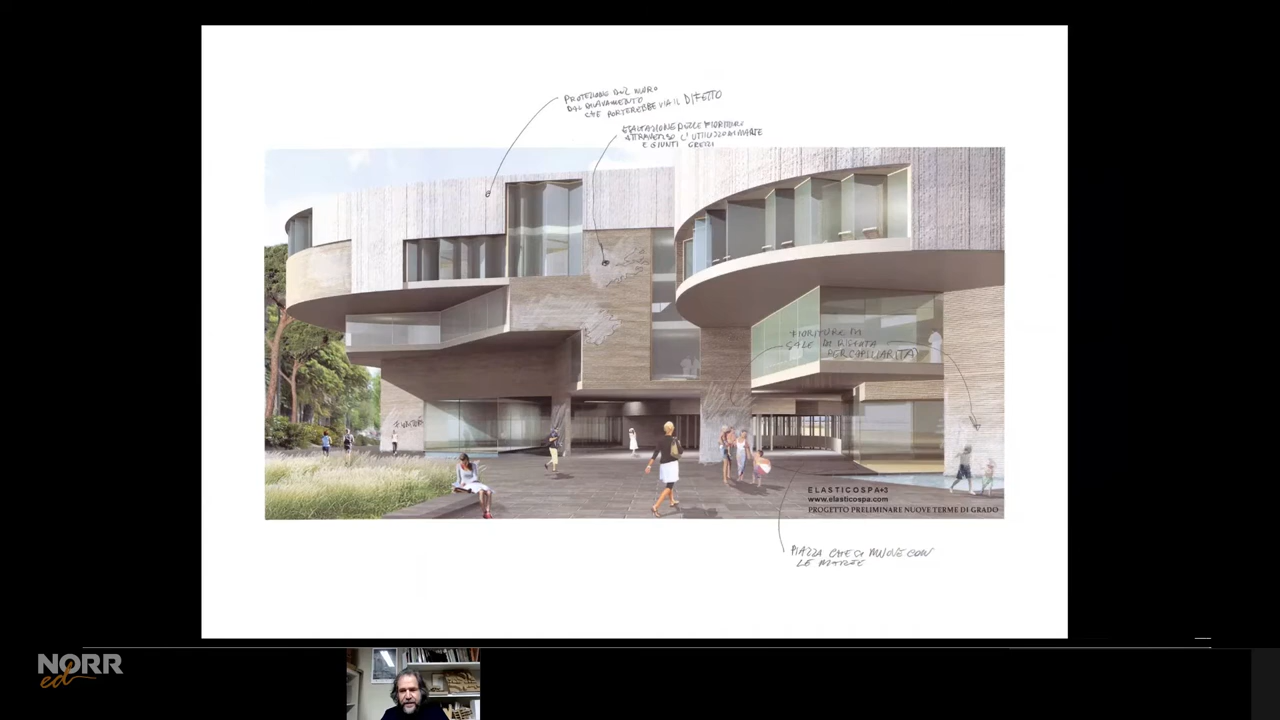 PROTEZIONE DAL MURO
DAL DILAVAMENTO
CHE PORTEREBBE VIA IL DIFETTO
ESALTAZIONE DELLE FIORITURE
ATTRAVERSO L'UTILIZZO DI MALTE
E GIUNTI GREZZI
FIORITURE DI
SALE IN RISALITA
PER CAPILLARITÀ
ELASTICOSPA+3
www.elasticospa.com
PROGETTO PRELIMINARE NUOVE TERME DI GRADO
PIAZZA CHE SI MUOVE CON
LE MAREE
NORR
ed